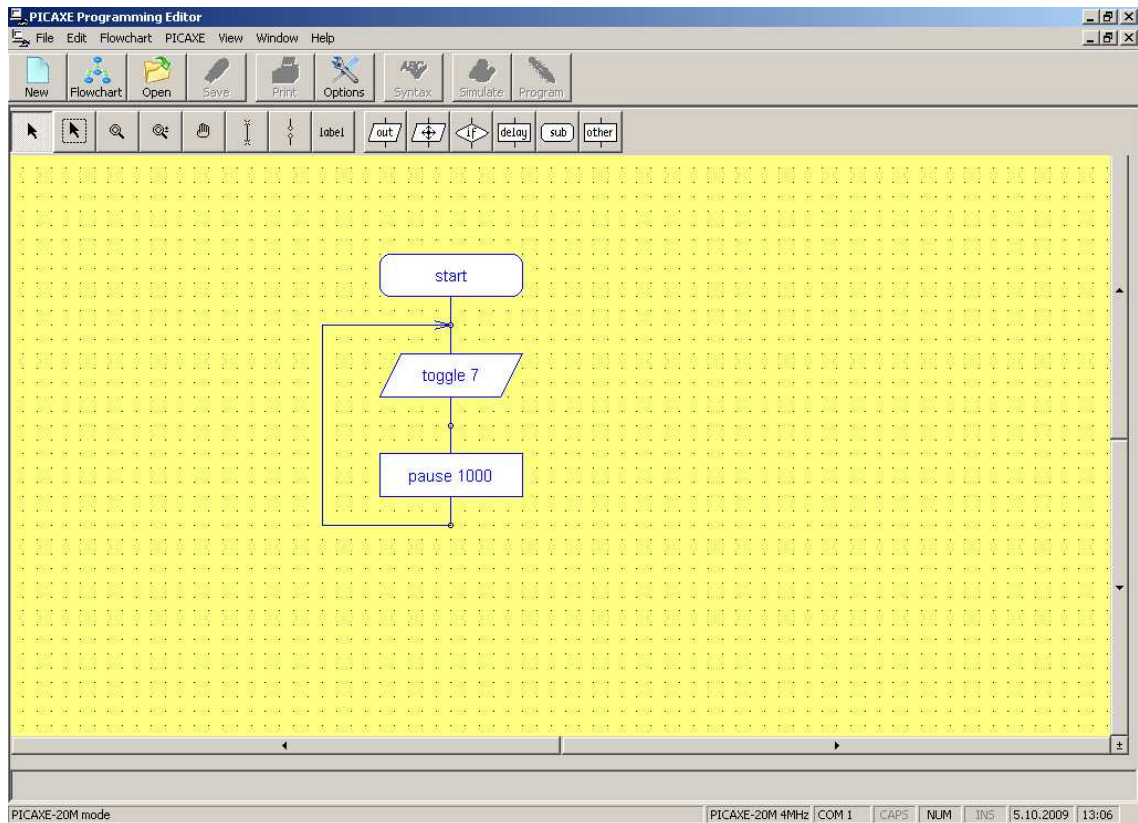 PICAXE Programming Editor
File Edit Flowchart PICAXE View Window Help
New Flowchart Open Save Print Options Syntax Simulate Program
ABC
label out if delay sub other
start
toggle 7
pause 1000
PICAXE-20M mode PICAXE-20M 4MHz COM 1 CAPS NUM INS 5.10.2009 13:06